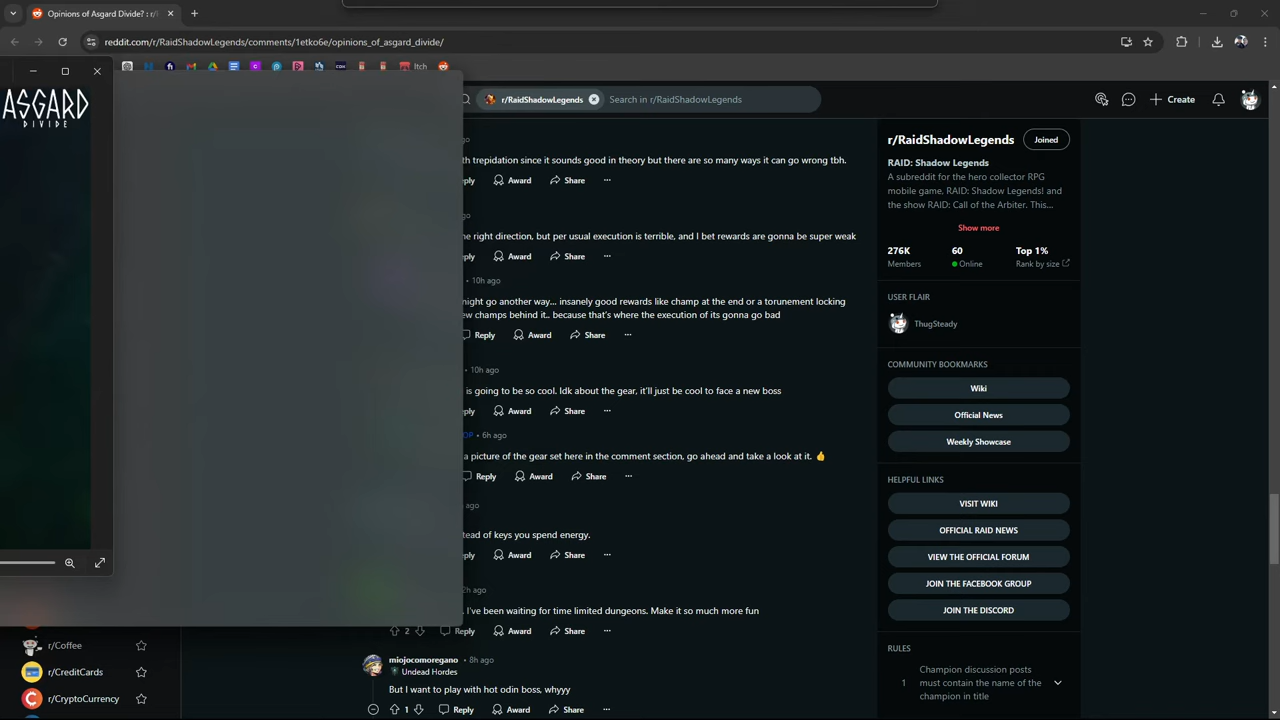 Opinions of Asgard Divide? : r/
reddit.com/r/RaidShadowLegends/comments/1etko6e/opinions_of_asgard_divide/
Itch
ASGARD
DIVIDE
r/RaidShadowLegends
Search in r/RaidShadowLegends
Create
go
th trepidation since it sounds good in theory but there are so many ways it can go wrong tbh.
ply Award Share
go
e right direction, but per usual execution is terrible, and I bet rewards are gonna be super weak
ply Award Share
• 10h ago
might go another way... insanely good rewards like champ at the end or a torunement locking
ew champs behind it.. because that's where the execution of its gonna go bad
Reply Award Share
• 10h ago
is going to be so cool. Idk about the gear, it'll just be cool to face a new boss
ply Award Share
OP • 6h ago
a picture of the gear set here in the comment section, go ahead and take a look at it. 👍
Reply Award Share
ago
tead of keys you spend energy.
ply Award Share
2h ago
, I've been waiting for time limited dungeons. Make it so much more fun
2 Reply Award Share
miojocomoregano • 8h ago
Undead Hordes
But I want to play with hot odin boss, whyyy
1 Reply Award Share
r/RaidShadowLegends
Joined
RAID: Shadow Legends
A subreddit for the hero collector RPG
mobile game, RAID: Shadow Legends! and
the show RAID: Call of the Arbiter. This...
Show more
276K 60 Top 1%
Members Online Rank by size
USER FLAIR
ThugSteady
COMMUNITY BOOKMARKS
Wiki
Official News
Weekly Showcase
HELPFUL LINKS
VISIT WIKI
OFFICIAL RAID NEWS
VIEW THE OFFICIAL FORUM
JOIN THE FACEBOOK GROUP
JOIN THE DISCORD
RULES
1 Champion discussion posts
must contain the name of the
champion in title
r/Coffee
r/CreditCards
r/CryptoCurrency